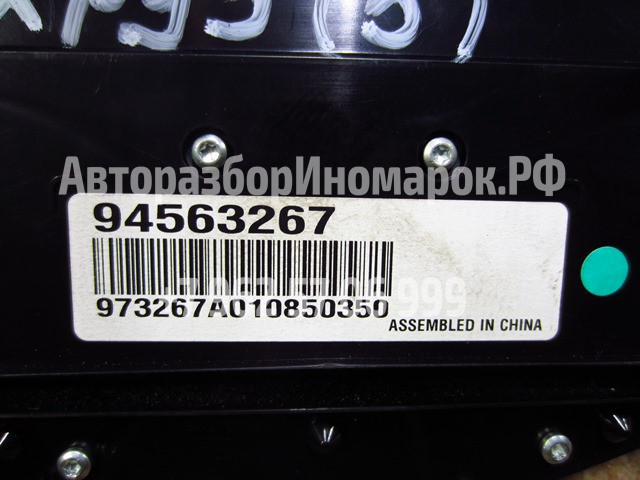 АвторазборИномарок.РФ
94563267
973267A010850350
ASSEMBLED IN CHINA